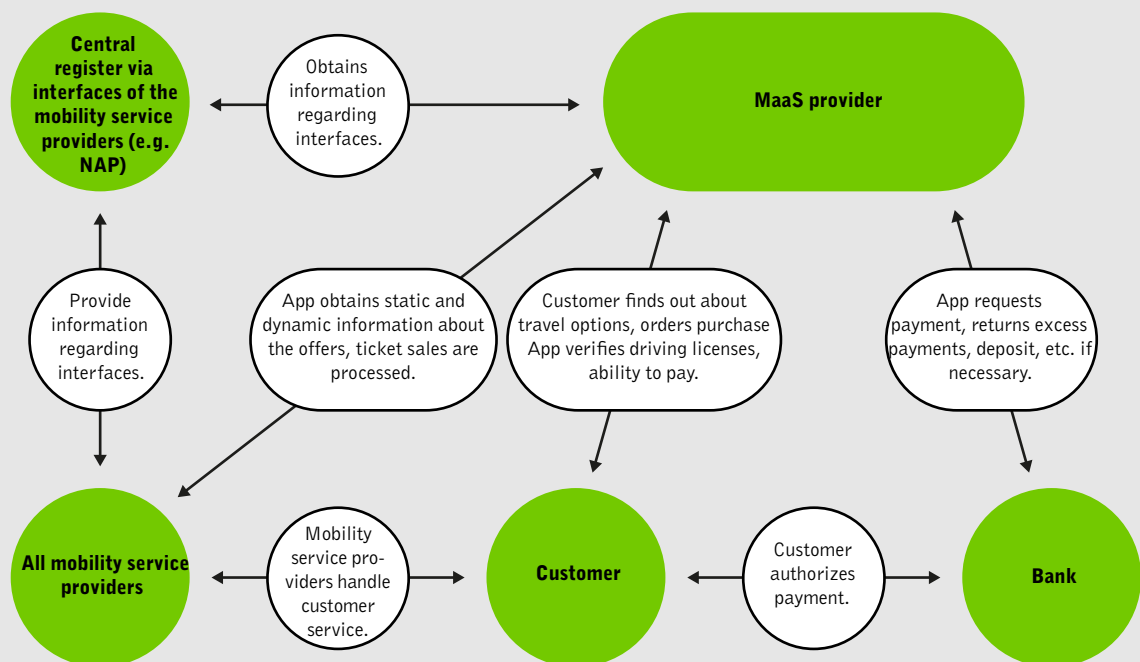 Central
register via
interfaces of the
mobility service
providers (e.g.
NAP)
Obtains
information
regarding
interfaces.
MaaS provider
Provide
information
regarding
interfaces.
App obtains static and
dynamic information about
the offers, ticket sales are
processed.
Customer finds out about
travel options, orders purchase
App verifies driving licenses,
ability to pay.
App requests
payment, returns excess
payments, deposit, etc. if
necessary.
All mobility service
providers
Mobility
service pro-
viders handle
customer
service.
Customer
Customer
authorizes
payment.
Bank